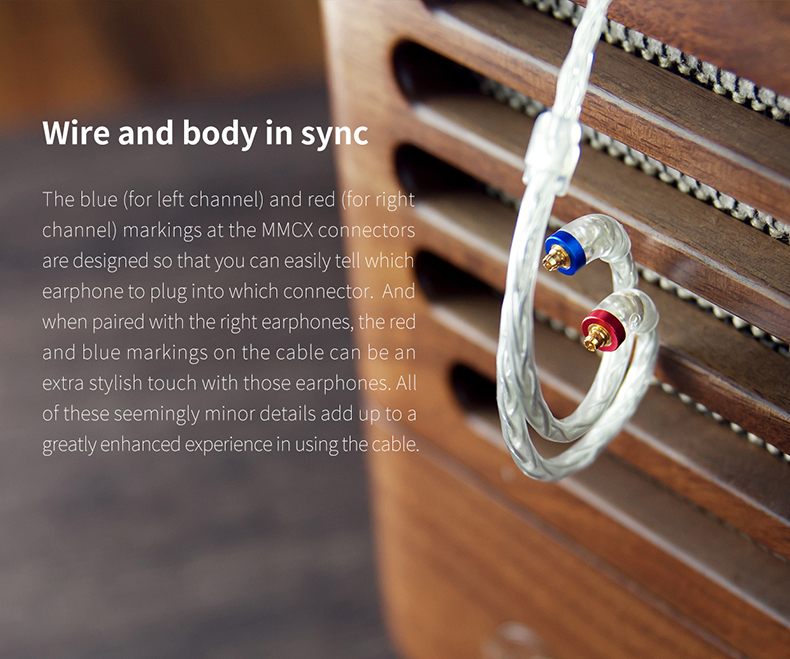 Wire and body in sync
The blue (for left channel) and red (for right
channel) markings at the MMCX connectors
are designed so that you can easily tell which
earphone to plug into which connector. And
when paired with the right earphones, the red
and blue markings on the cable can be an
extra stylish touch with those earphones. All
of these seemingly minor details add up to a
greatly enhanced experience in using the cable.